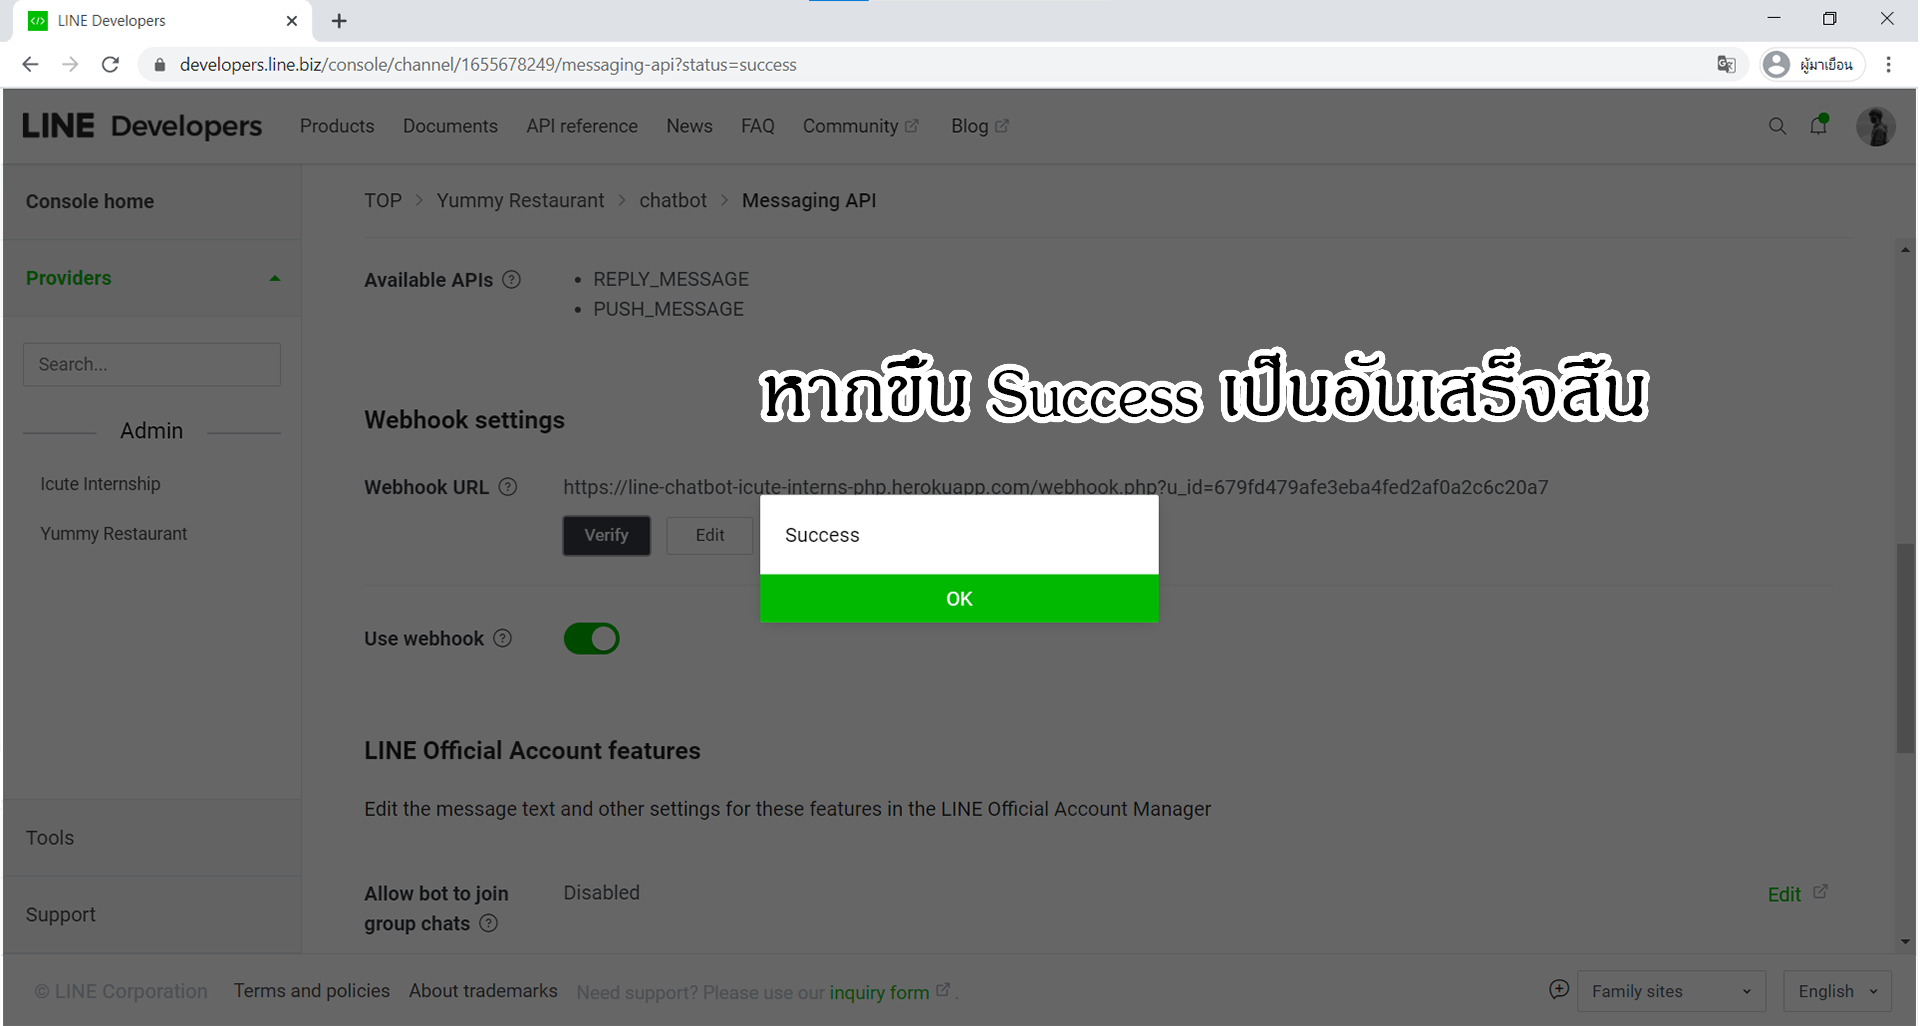 LINE Developers
developers.line.biz/console/channel/1655678249/messaging-api?status=success
ผู้มาเยือน
LINE Developers Products Documents API reference News FAQ Community Blog
Console home
Providers
Search...
Admin
Icute Internship
Yummy Restaurant
Tools
Support
TOP > Yummy Restaurant > chatbot > Messaging API
Available APIs
• REPLY_MESSAGE
• PUSH_MESSAGE
หากขึ้น Success เป็นอันเสร็จสิ้น
Webhook settings
Webhook URL https://line-chatbot-icute-interns-php.herokuapp.com/webhook.php?u_id=679fd479afe3eba4fed2af0a2c6c20a7
Verify Edit
Success
OK
Use webhook
LINE Official Account features
Edit the message text and other settings for these features in the LINE Official Account Manager
Allow bot to join group chats Disabled Edit
© LINE Corporation Terms and policies About trademarks Need support? Please use our inquiry form . Family sites English